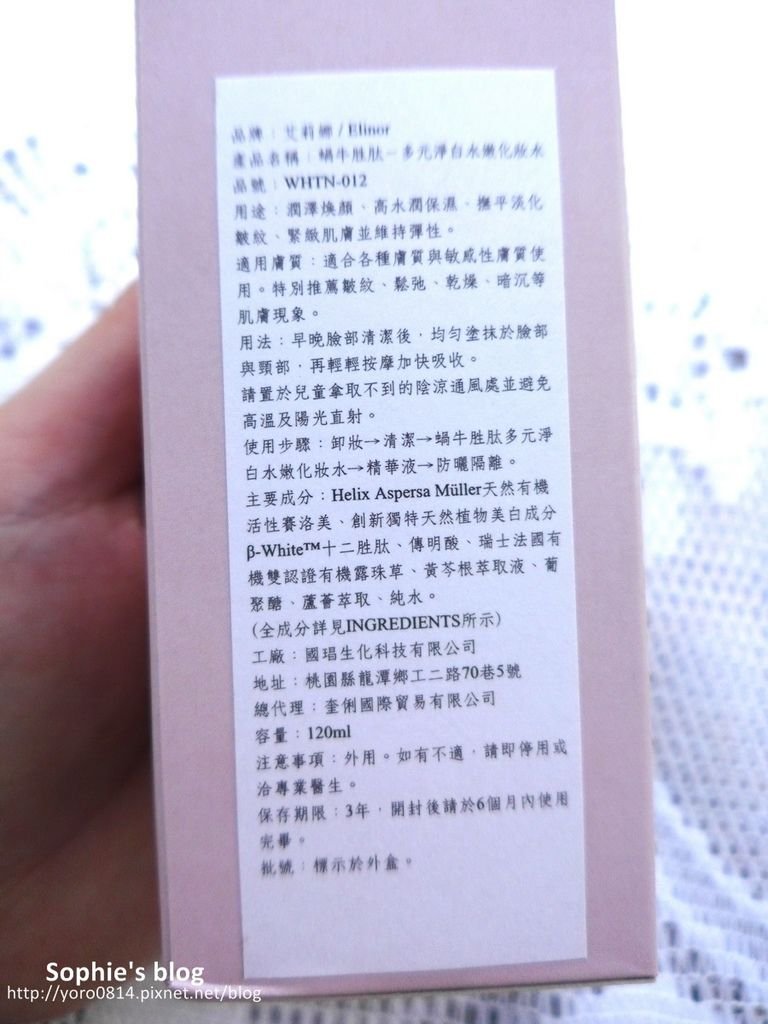 品牌：艾莉娜 / Elinor
產品名稱：蝸牛胜肽－多元淨白水嫩化妝水
品號：WHTN-012
用途：潤澤煥顏、高水潤保濕、撫平淡化
皺紋、緊緻肌膚並維持彈性。
適用膚質：適合各種膚質與敏感性膚質使
用。特別推薦皺紋、鬆弛、乾燥、暗沉等
肌膚現象。
用法：早晚臉部清潔後，均勻塗抹於臉部
與頸部，再輕輕按摩加快吸收。
請置於兒童拿取不到的陰涼通風處並避免
高溫及陽光直射。
使用步驟：卸妝→清潔→蝸牛胜肽多元淨
白水嫩化妝水→精華液→防曬隔離。
主要成分：Helix Aspersa Müller天然有機
活性賽洛美、創新獨特天然植物美白成分
β-White™十二胜肽、傳明酸、瑞士法國有
機雙認證有機露珠草、黃芩根萃取液、葡
聚醣、蘆薈萃取、純水。
(全成分詳見INGREDIENTS所示)
工廠：國琩生化科技有限公司
地址：桃園縣龍潭鄉工二路70巷5號
總代理：奎俐國際貿易有限公司
容量：120ml
注意事項：外用。如有不適，請即停用或
洽專業醫生。
保存期限：3年，開封後請於6個月內使用
完畢。
批號：標示於外盒。
Sophie's blog
http://yoro0814.pixnet.net/blog